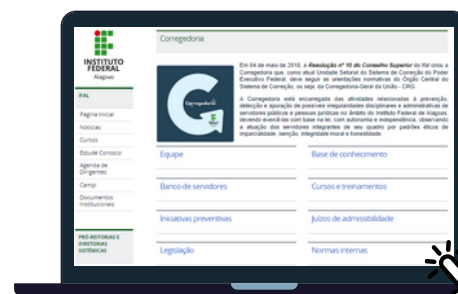 INSTITUTO
FEDERAL
Alagoas
IFAL
Página Inicial
Notícias
Cursos
Estude Conosco
Agenda de
Dirigentes
Campi
Documentos
Institucionais
PRÓ-REITORIAS E
DIRETORIAS
SISTÊMICAS
Corregedoria
Corregedoria
Em 04 de maio de 2018, a Resolução nº 10 do Conselho Superior do Ifal criou a
Corregedoria que, como atual Unidade Setorial do Sistema de Correição do Poder
Executivo Federal, deve seguir as orientações normativas do Órgão Central do
Sistema de Correição, ou seja, da Corregedoria-Geral da União - CRG.
A Corregedoria está encarregada das atividades relacionadas à prevenção,
detecção e apuração de possíveis irregularidades disciplinares e administrativas de
servidores públicos e pessoas jurídicas no âmbito do Instituto Federal de Alagoas,
devendo exercê-las com base na lei, com autonomia e independência, observando
a atuação dos servidores integrantes de seu quadro por padrões éticos de
imparcialidade, isenção, integridade moral e honestidade.
Equipe
Base de conhecimento
Banco de servidores
Cursos e treinamentos
Iniciativas preventivas
Juízos de admissibilidade
Legislação
Normas internas